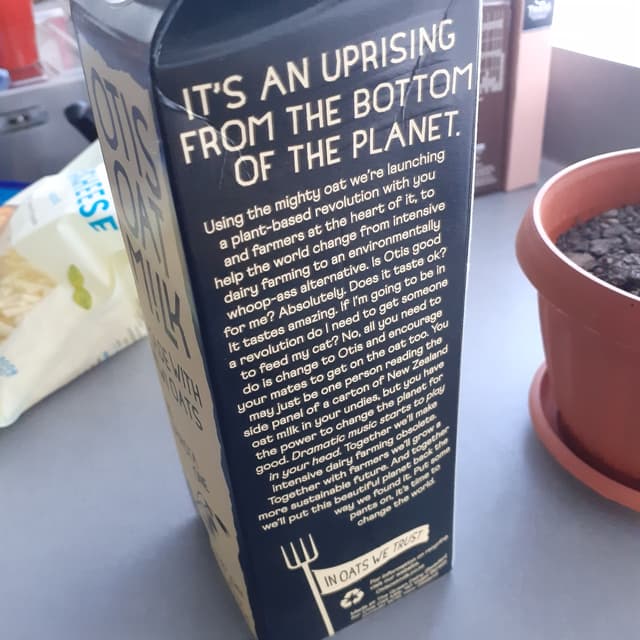 IT'S AN UPRISING
FROM THE BOTTOM
OF THE PLANET.
Using the mighty oat we're launching
a plant-based revolution with you
and farmers at the heart of it, to
help the world change from intensive
dairy farming to an environmentally
whoop-ass alternative. Is Otis good
for me? Absolutely. Does it taste ok?
It tastes amazing. If I'm going to be in
a revolution do I need to get someone
to feed my cat? No, all you need to
do is change to Otis and encourage
your mates to get on the oat too. You
may just be one person reading the
side panel of a carton of New Zealand
oat milk in your undies, but you have
the power to change the planet for
good. Dramatic music starts to play
in your head. Together we'll make
intensive dairy farming obsolete.
Together with farmers we'll grow a
more sustainable future. And together
we'll put this beautiful planet back the
way we found it. Put some
pants on, it's time to
change the world.
IN OATS WE TRUST
OTIS
OAT
M!LK
WITH
OATS